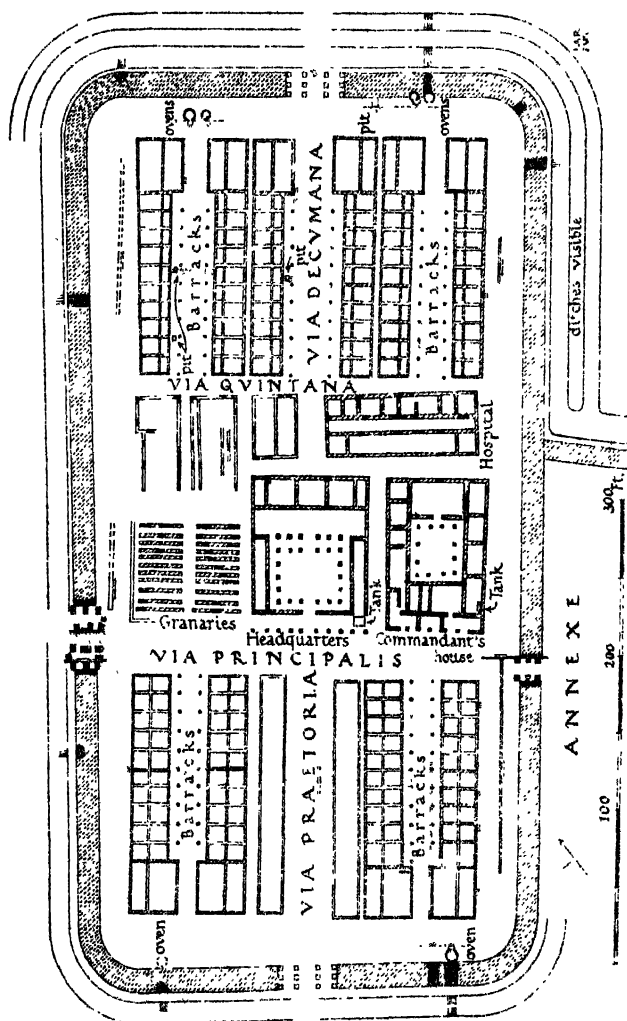 ovens
pit
ovens
Barracks
pit
pit
VIA DECVMANA
Barracks
ditches visible
VIA QVINTANA
Hospital
300 Ft.
Granaries
Tank
Tank
Headquarters
Commandant's
house
VIA PRINCIPALIS
ANNEXE
200
Barracks
VIA PRAETORIA
Barracks
100
oven
oven